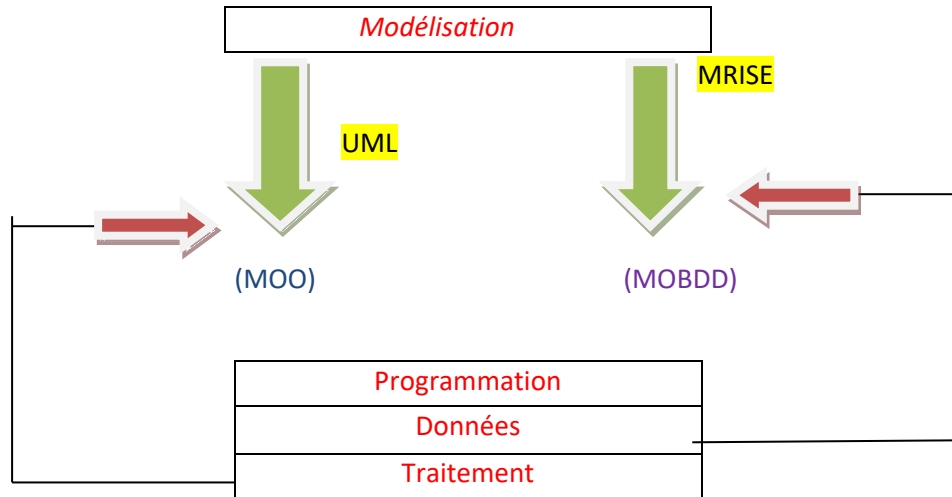 Modélisation
MRISE
UML
(MOO)
(MOBDD)
Programmation
Données
Traitement